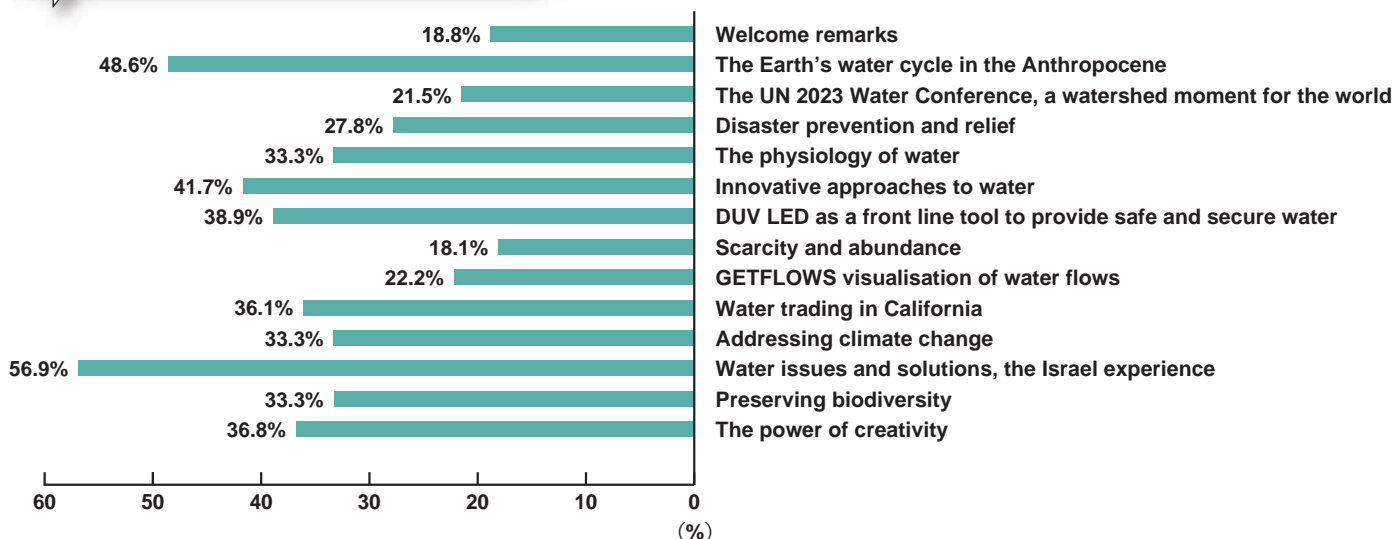 18.8% Welcome remarks
48.6% The Earth's water cycle in the Anthropocene
21.5% The UN 2023 Water Conference, a watershed moment for the world
27.8% Disaster prevention and relief
33.3% The physiology of water
41.7% Innovative approaches to water
38.9% DUV LED as a front line tool to provide safe and secure water
18.1% Scarcity and abundance
22.2% GETFLOWS visualisation of water flows
36.1% Water trading in California
33.3% Addressing climate change
56.9% Water issues and solutions, the Israel experience
33.3% Preserving biodiversity
36.8% The power of creativity
60 50 40 30 20 10 0
(%)